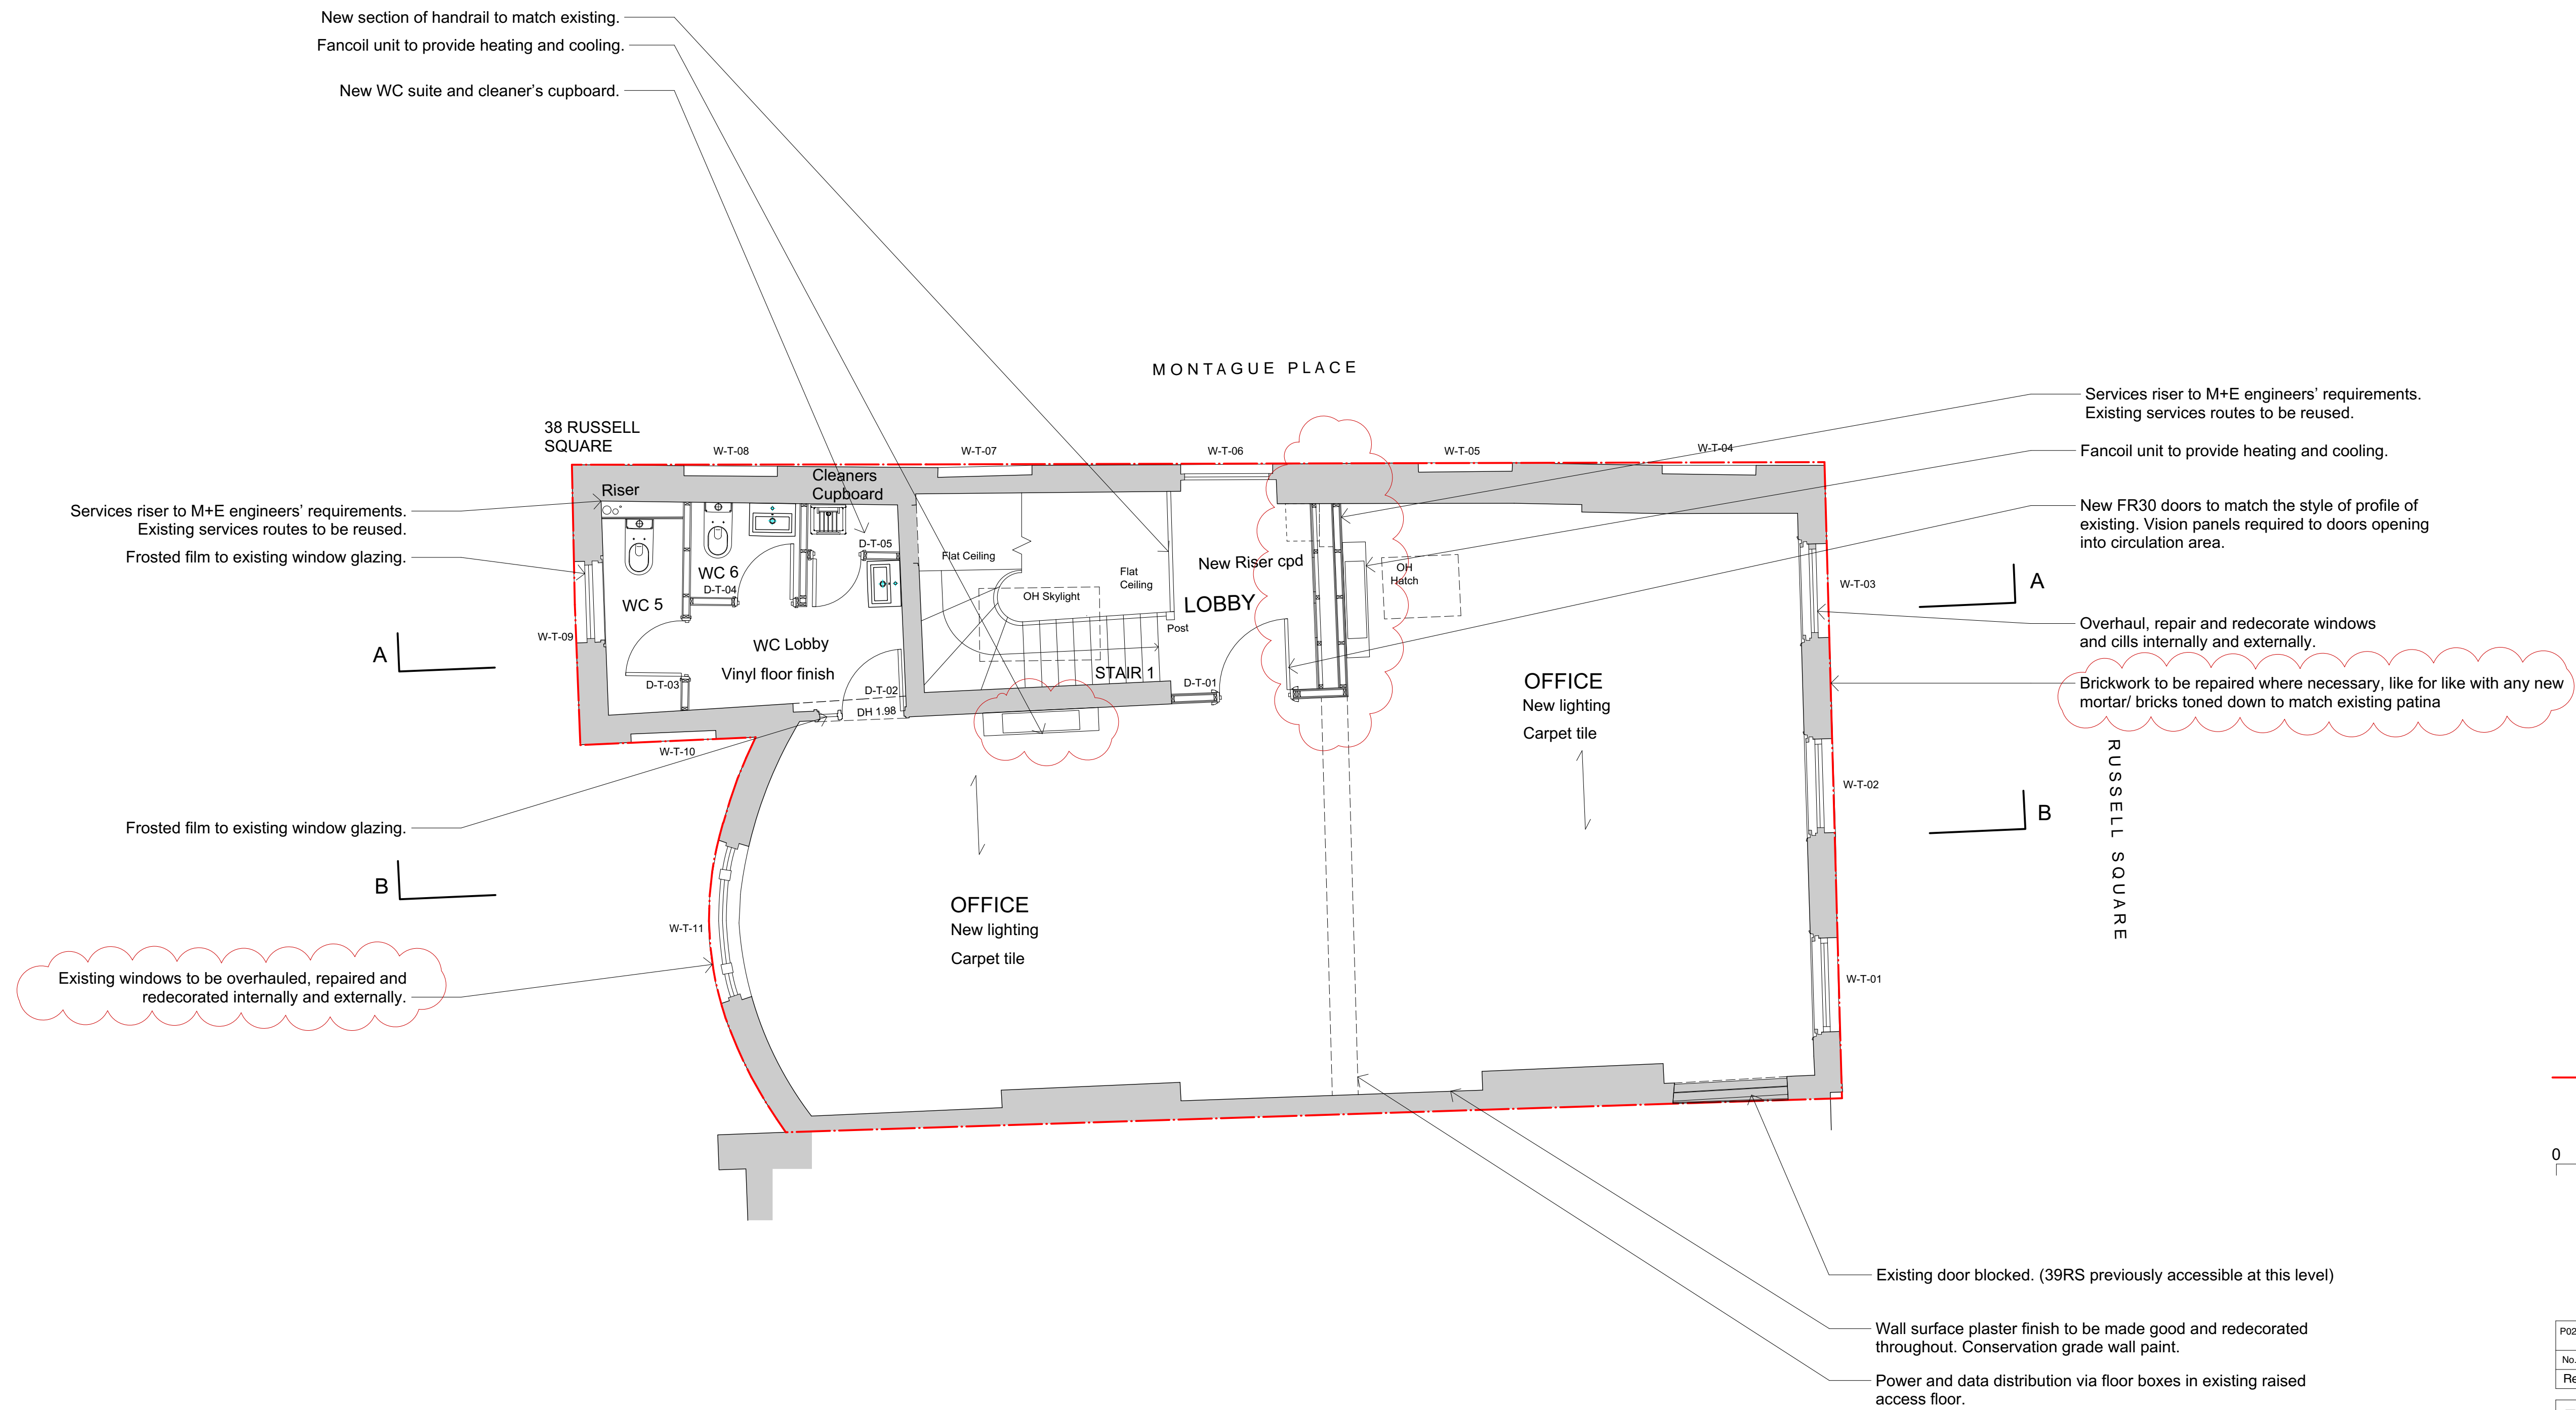 New section of handrail to match existing.
Fancoil unit to provide heating and cooling.
New WC suite and cleaner's cupboard.
MONTAGUE PLACE
38 RUSSELL
SQUARE
W-T-08
W-T-07
W-T-06
W-T-05
W-T-04
Services riser to M+E engineers' requirements.
Existing services routes to be reused.
Fancoil unit to provide heating and cooling.
New FR30 doors to match the style of profile of
existing. Vision panels required to doors opening
into circulation area.
W-T-03
A
Overhaul, repair and redecorate windows
and cills internally and externally.
Brickwork to be repaired where necessary, like for like with any new
mortar/ bricks toned down to match existing patina
RUSSELL SQUARE
W-T-02
B
W-T-01
Services riser to M+E engineers' requirements.
Existing services routes to be reused.
Frosted film to existing window glazing.
W-T-09
A
Riser
Cleaners
Cupboard
D-T-05
WC 6
D-T-04
WC 5
WC Lobby
Vinyl floor finish
D-T-03
D-T-02
DH 1.98
W-T-10
Flat Ceiling
Flat
Ceiling
OH Skylight
Post
STAIR 1
New Riser cpd
LOBBY
D-T-01
OH
Hatch
OFFICE
New lighting
Carpet tile
Frosted film to existing window glazing.
B
OFFICE
New lighting
Carpet tile
W-T-11
Existing windows to be overhauled, repaired and
redecorated internally and externally.
0
Existing door blocked. (39RS previously accessible at this level)
Wall surface plaster finish to be made good and redecorated
throughout. Conservation grade wall paint.
Power and data distribution via floor boxes in existing raised
access floor.
P02
No.
Re